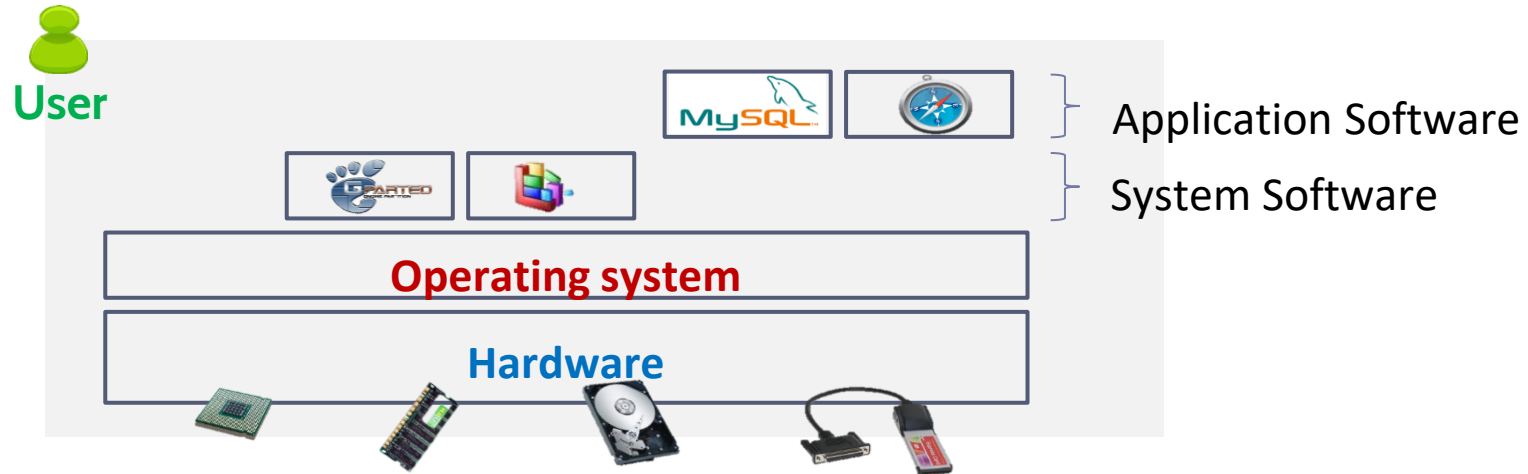 User
MySQL
Application Software
GPARTED
System Software
Operating system
Hardware